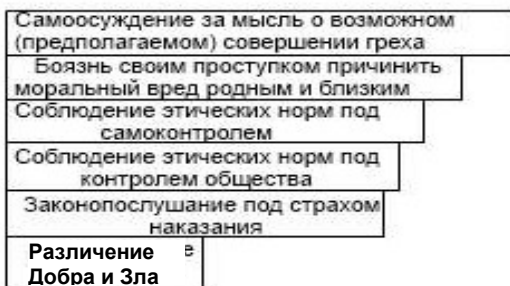 Самоосуждение за мысль о возможном
(предполагаемом) совершении греха
Боязнь своим проступком причинить
моральный вред родным и близким
Соблюдение этических норм под
самоконтролем
Соблюдение этических норм под
контролем общества
Законопослушание под страхом
наказания
Различение е
Добра и Зла